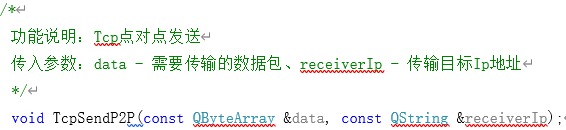 /*
功能说明：Tcp点对点发送
传入参数：data - 需要传输的数据包、receiverIp - 传输目标Ip地址
*/
void TcpSendP2P(const QByteArray &data, const QString &receiverIp);